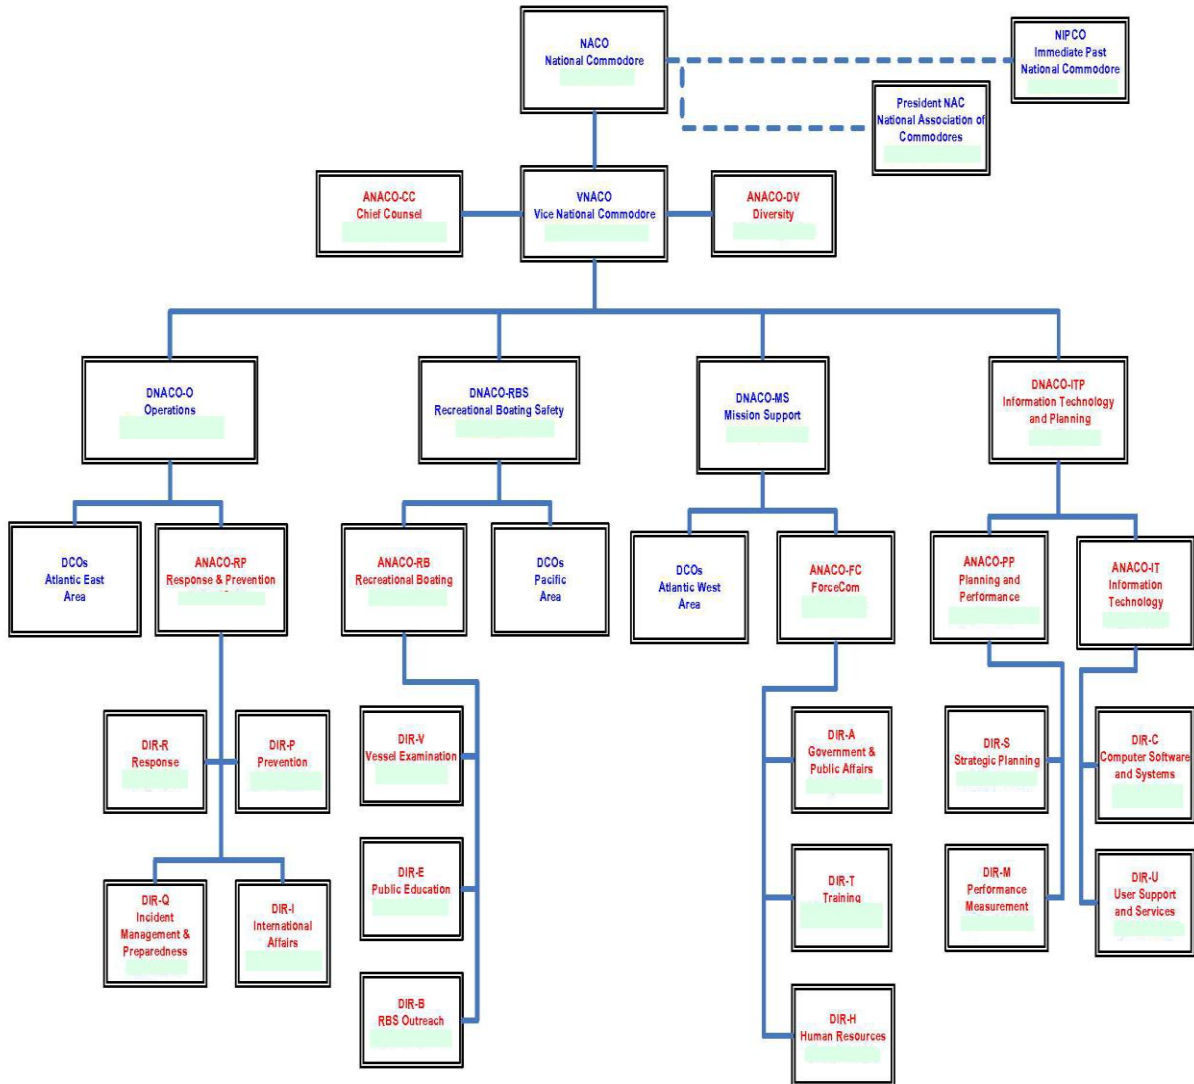 NACO
National Commodore
NIPCO
Immediate Past
National Commodore
President NAC
National Association of
Commodores
ANACO-CC
Chief Counsel
VNACO
Vice National Commodore
ANACO-DV
Diversity
DNACO-O
Operations
DNACO-RBS
Recreational Boating Safety
DNACO-MS
Mission Support
DNACO-ITP
Information Technology
and Planning
DCOs
Atlantic East
Area
ANACO-RP
Response & Prevention
ANACO-RB
Recreational Boating
DCOs
Pacific
Area
DCOs
Atlantic West
Area
ANACO-FC
ForceCom
ANACO-PP
Planning and
Performance
ANACO-IT
Information
Technology
DIR-R
Response
DIR-P
Prevention
DIR-V
Vessel Examination
DIR-A
Government &
Public Affairs
DIR-S
Strategic Planning
DIR-C
Computer Software
and Systems
DIR-Q
Incident
Management &
Preparedness
DIR-I
International
Affairs
DIR-E
Public Education
DIR-T
Training
DIR-M
Performance
Measurement
DIR-U
User Support
and Services
DIR-B
RBS Outreach
DIR-H
Human Resources